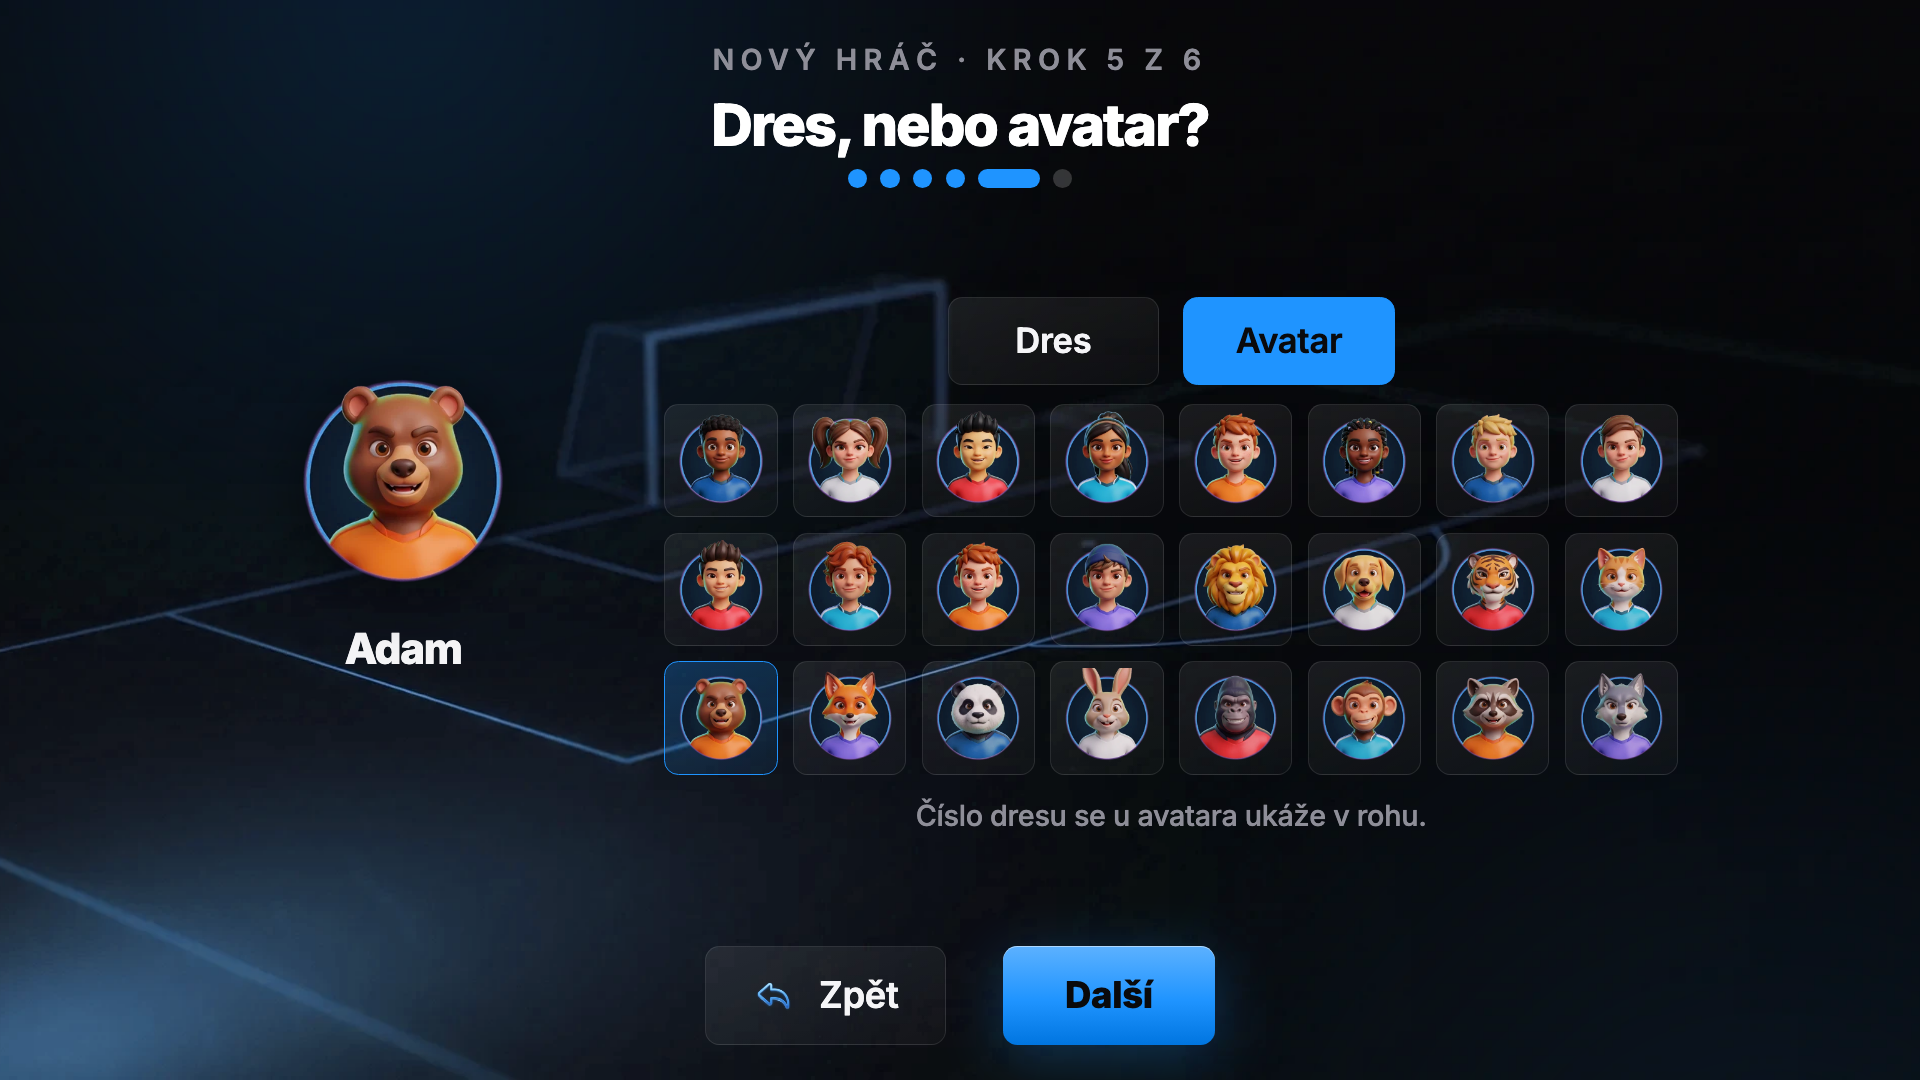 NOVÝ HRÁČ · KROK 5 Z 6
Dres, nebo avatar?
Dres
Avatar
Adam
Číslo dresu se u avatara ukáže v rohu.
Zpět
Další